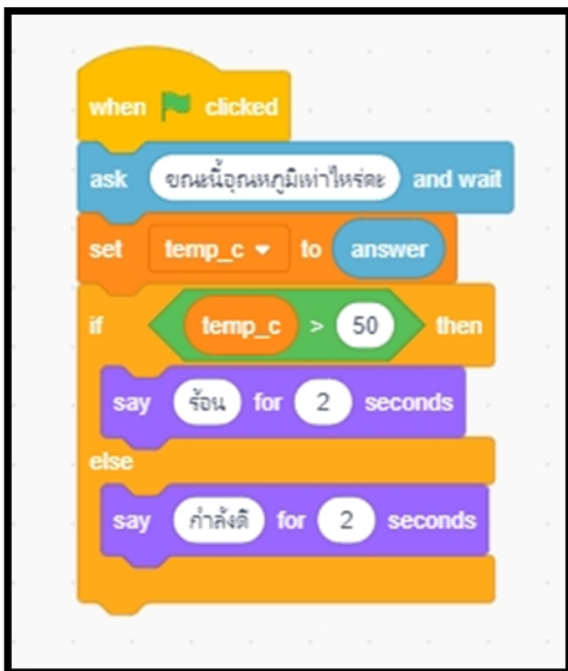 when clicked
ask ขณะนี้อุณหภูมิเท่าไหร่คะ and wait
set temp_c to answer
if temp_c > 50 then
say ร้อน for 2 seconds
else
say กำลังดี for 2 seconds